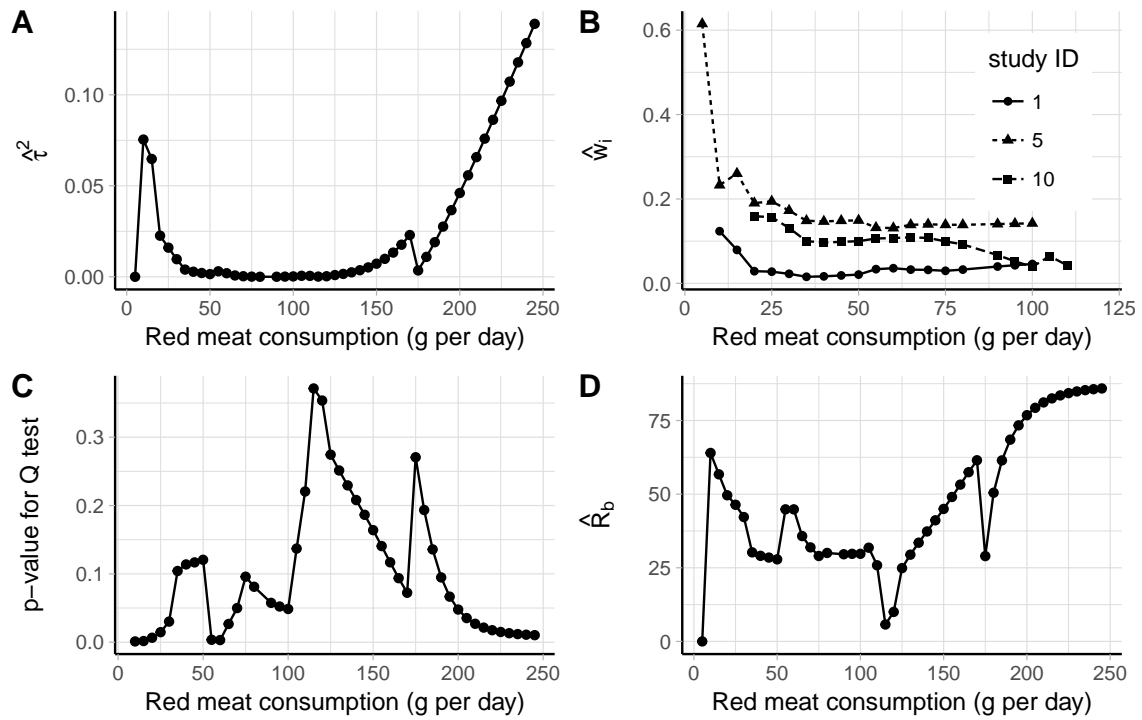 A
τ̂²
0.10
0.05
0.00
0 50 100 150 200 250
Red meat consumption (g per day)
B
ŵᵢ
0.6
0.4
0.2
0.0
0 25 50 75 100 125
Red meat consumption (g per day)
study ID
1
5
10
C
p−value for Q test
0.3
0.2
0.1
0.0
0 50 100 150 200 250
Red meat consumption (g per day)
D
R̂_b
75
50
25
0
0 50 100 150 200 250
Red meat consumption (g per day)